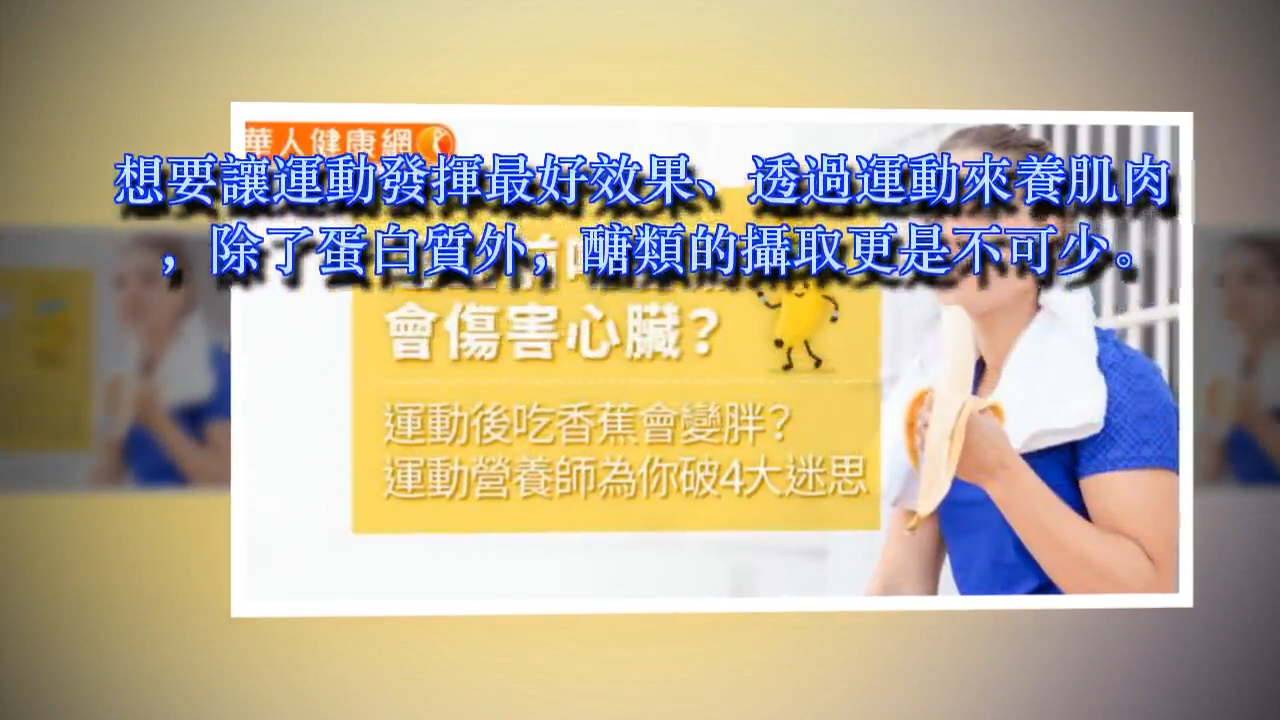 華人健康網
想要讓運動發揮最好效果、透過運動來養肌肉
，除了蛋白質外，醣類的攝取更是不可少。
會傷害心臟？
運動後吃香蕉會變胖？
運動營養師為你破4大迷思